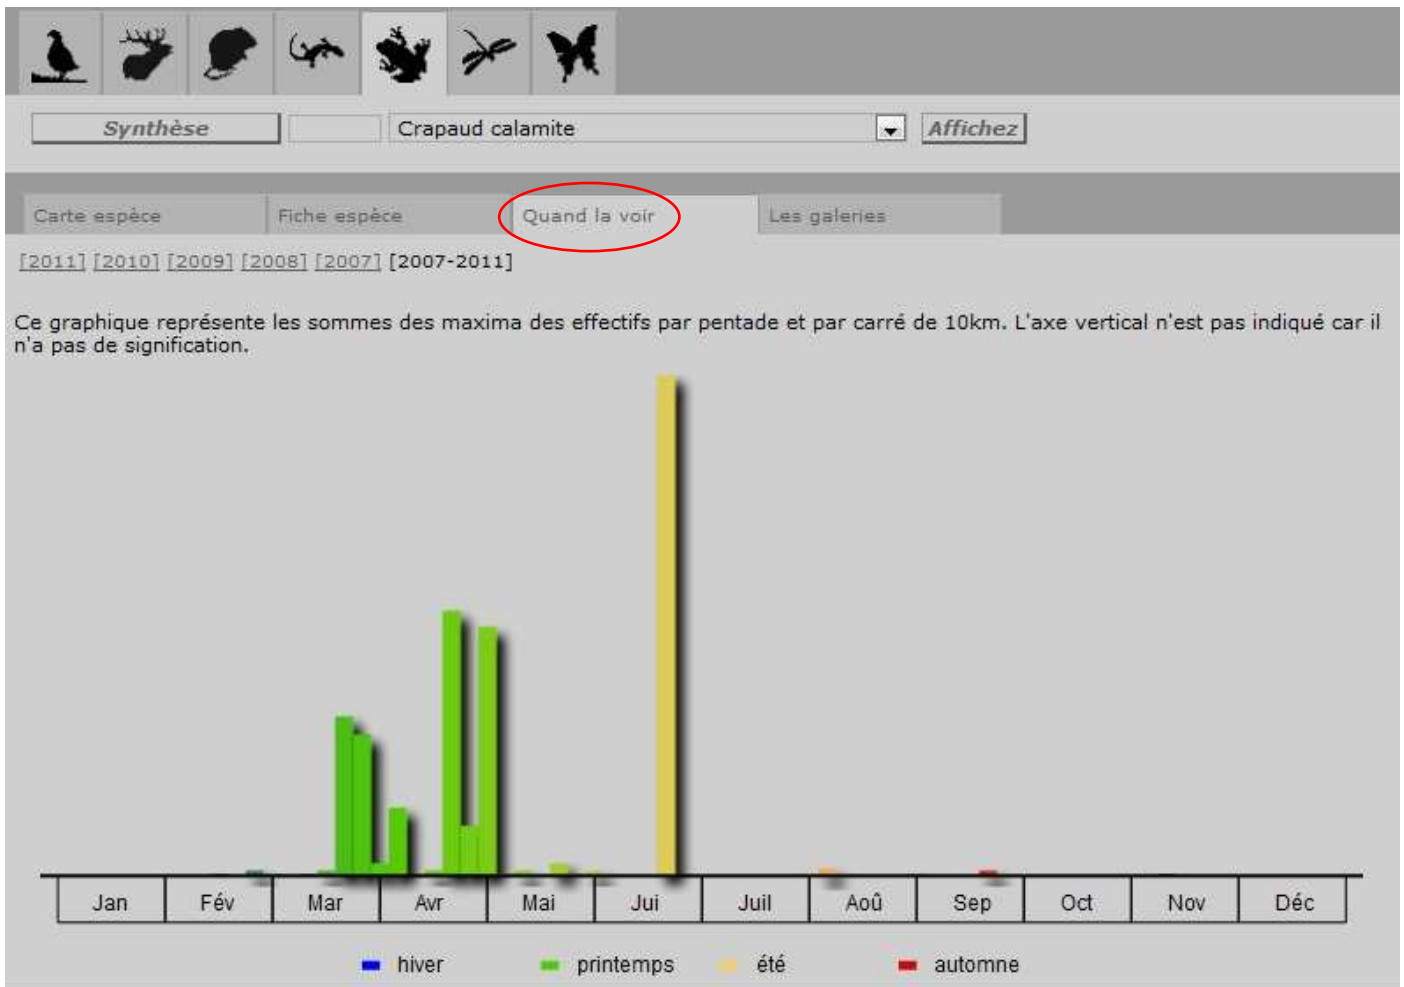 Synthèse Crapaud calamite Affichez
Carte espèce Fiche espèce Quand la voir Les galeries
[2011] [2010] [2009] [2008] [2007] [2007-2011]
Ce graphique représente les sommes des maxima des effectifs par pentade et par carré de 10km. L'axe vertical n'est pas indiqué car il
n'a pas de signification.
Jan Fév Mar Avr Mai Jui Juil Aoû Sep Oct Nov Déc
hiver printemps été automne